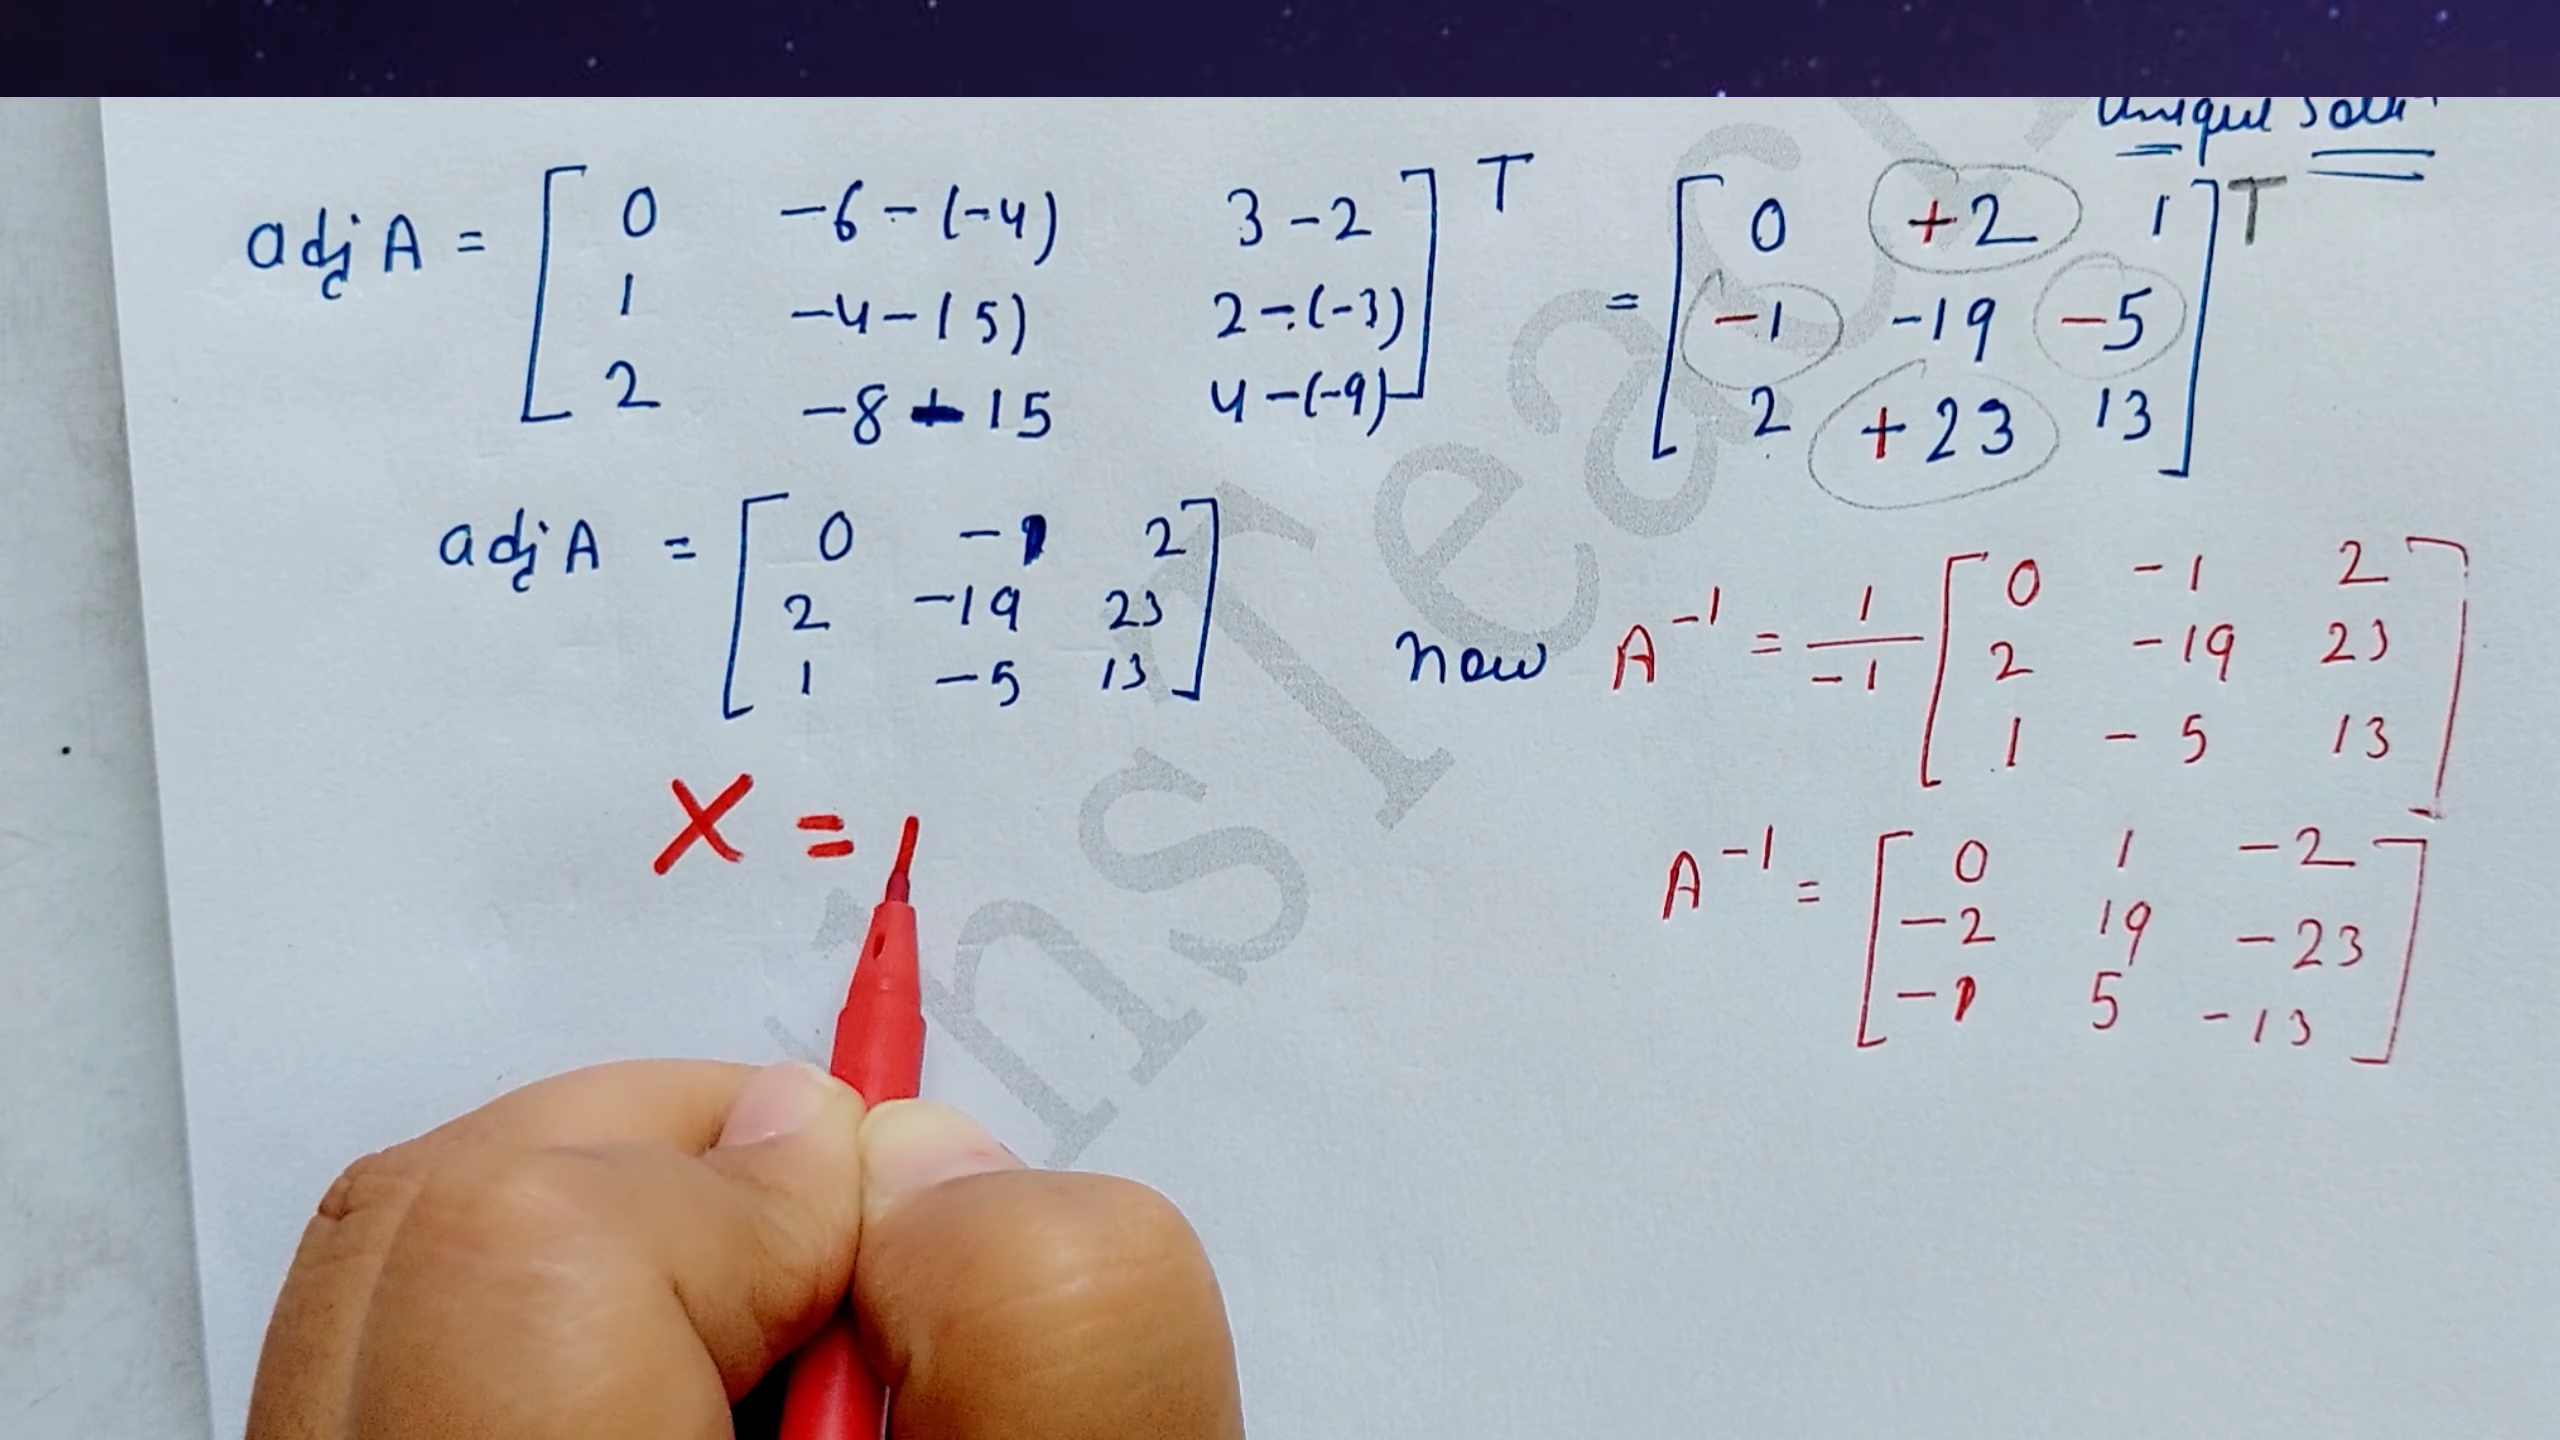 Unique Solu
adj A = [ 0 -6-(-4) 3-2 ] T = [ 0 +2 1 ] T
1 -4-(5) 2-(-3) -1 -19 -5
2 -8-15 4-(-9) 2 +23 13
adj A = [ 0 -1 2 ]
2 -19 23
1 -5 13
Now A⁻¹ = 1/-1 [ 0 -1 2 ]
2 -19 23
1 -5 13
X =
A⁻¹ = [ 0 1 -2 ]
-2 19 -23
-1 5 -13